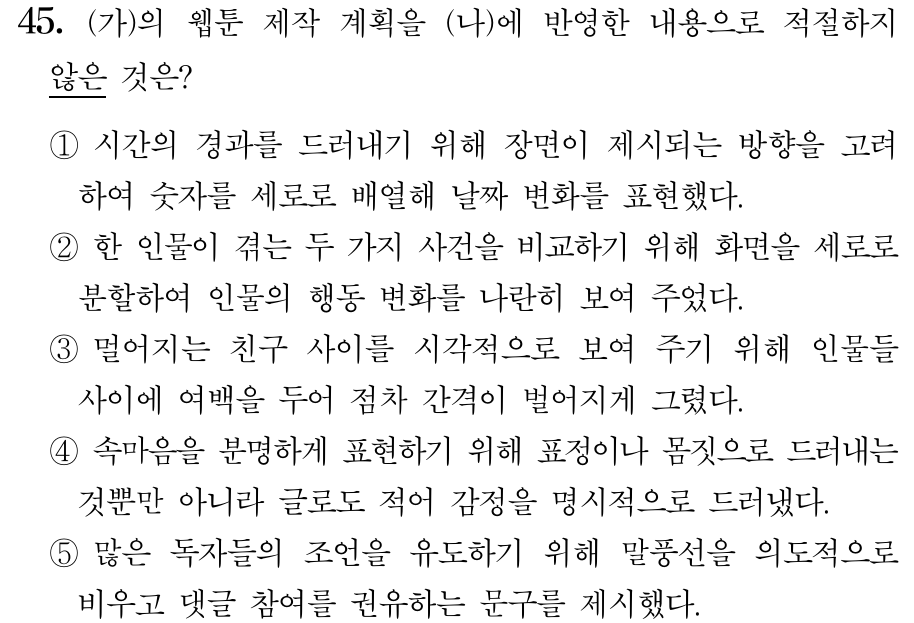 45. (가)의 웹툰 제작 계획을 (나)에 반영한 내용으로 적절하지
않은 것은?
① 시간의 경과를 드러내기 위해 장면이 제시되는 방향을 고려
하여 숫자를 세로로 배열해 날짜 변화를 표현했다.
② 한 인물이 겪는 두 가지 사건을 비교하기 위해 화면을 세로로
분할하여 인물의 행동 변화를 나란히 보여 주었다.
③ 멀어지는 친구 사이를 시각적으로 보여 주기 위해 인물들
사이에 여백을 두어 점차 간격이 벌어지게 그렸다.
④ 속마음을 분명하게 표현하기 위해 표정이나 몸짓으로 드러내는
것뿐만 아니라 글로도 적어 감정을 명시적으로 드러냈다.
⑤ 많은 독자들의 조언을 유도하기 위해 말풍선을 의도적으로
비우고 댓글 참여를 권유하는 문구를 제시했다.